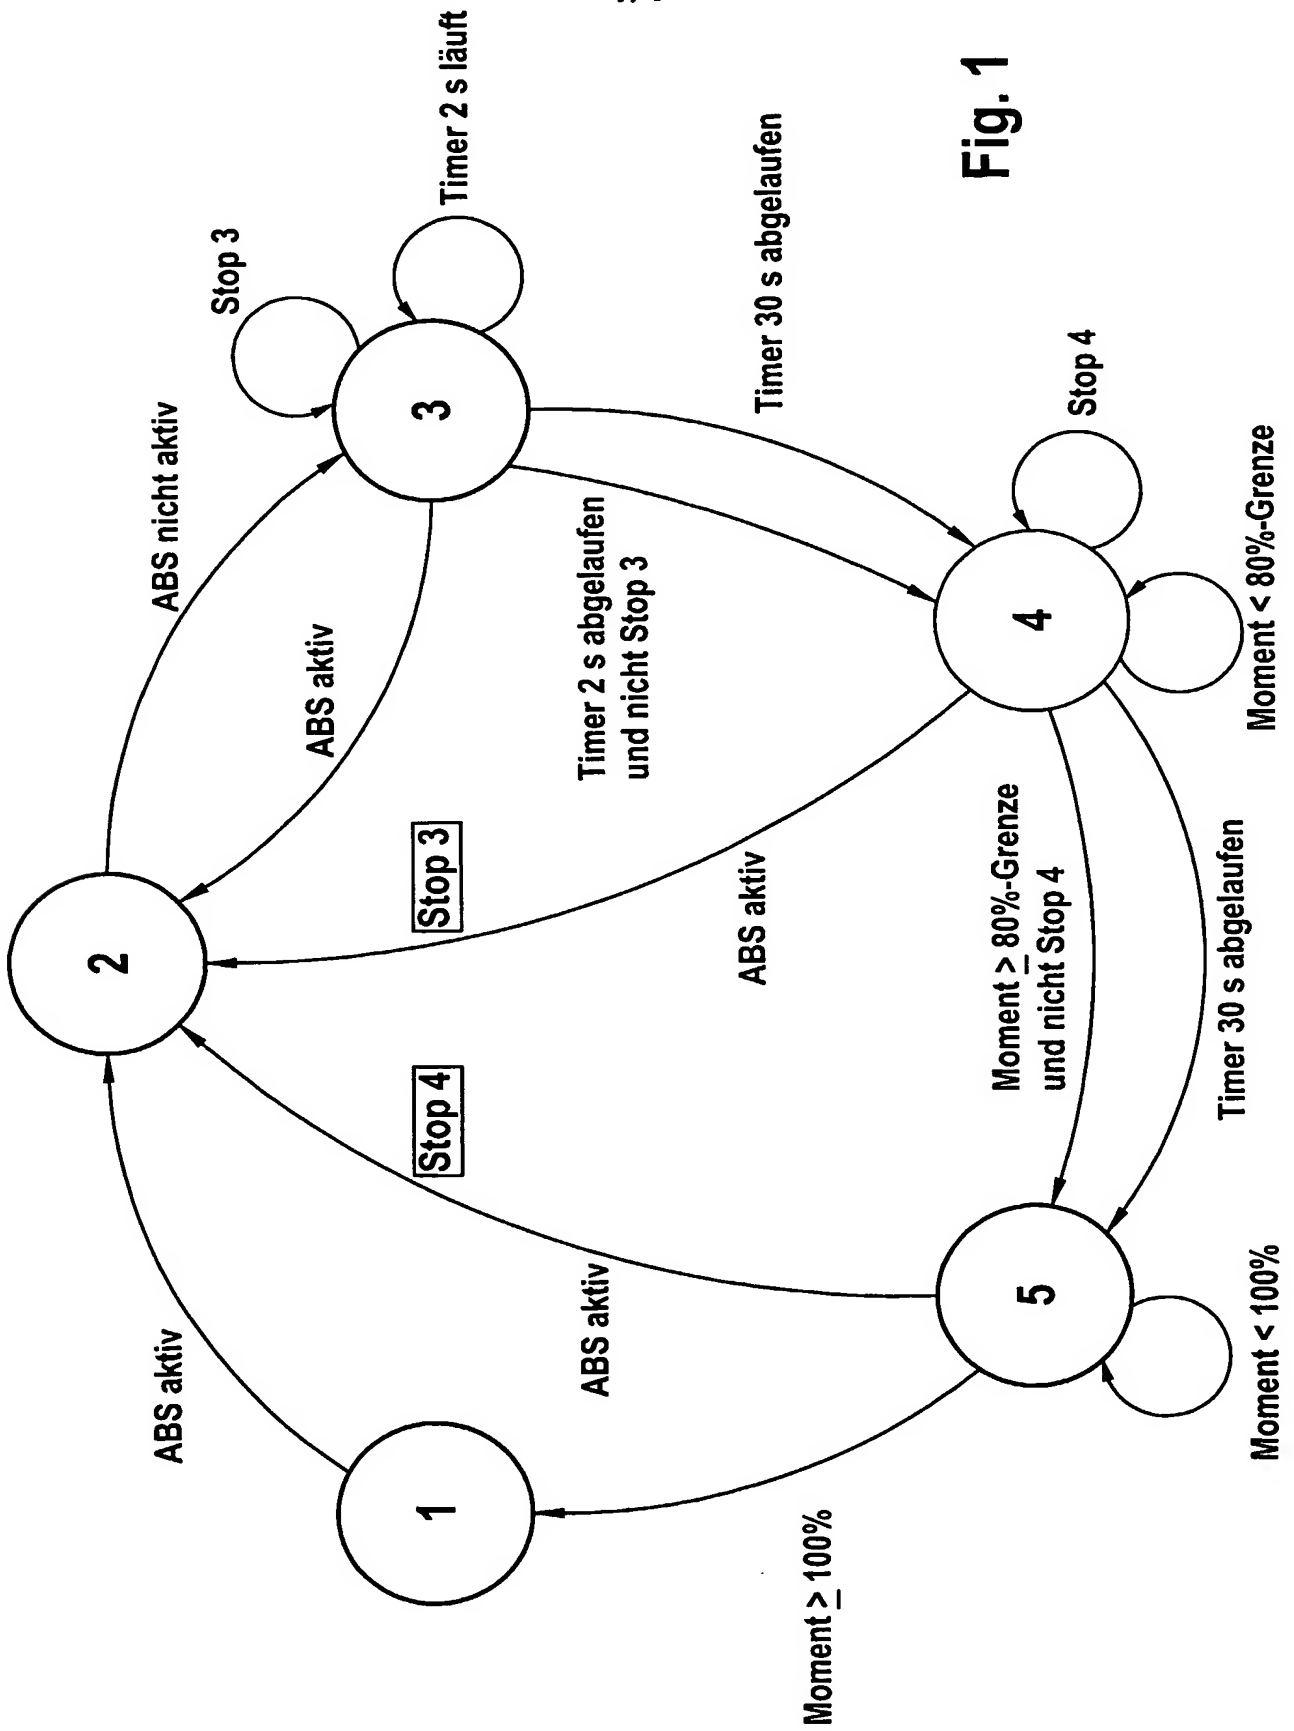 ABS aktiv
2
ABS nicht aktiv
Stop 3
1
Stop 4
Stop 3
ABS aktiv
3
Timer 2 s läuft
ABS aktiv
ABS aktiv
Timer 2 s abgelaufen
und nicht Stop 3
Timer 30 s abgelaufen
Moment ≥ 100%
5
Moment ≥ 80%-Grenze
und nicht Stop 4
4
Stop 4
Moment < 100%
Timer 30 s abgelaufen
Moment < 80%-Grenze
Fig. 1